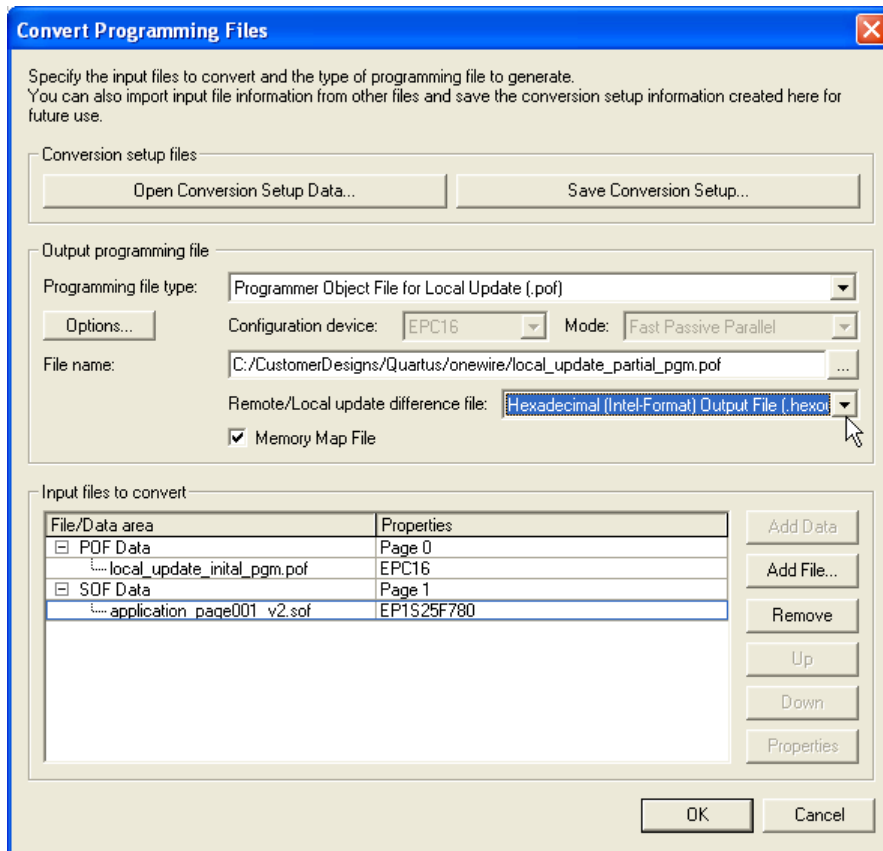 Convert Programming Files
Specify the input files to convert and the type of programming file to generate.
You can also import input file information from other files and save the conversion setup information created here for
future use.
Conversion setup files
Open Conversion Setup Data...
Save Conversion Setup...
Output programming file
Programming file type:
Programmer Object File for Local Update (.pof)
Options...
Configuration device:
EPC16
Mode:
Fast Passive Parallel
File name:
C:/CustomerDesigns/Quartus/onewire/local_update_partial_pgm.pof
...
Remote/Local update difference file:
Hexadecimal (Intel-Format) Output File (.hexou
Memory Map File
Input files to convert
File/Data area
Properties
POF Data
Page 0
local_update_inital_pgm.pof
EPC16
SOF Data
Page 1
application_page001_v2.sof
EP1S25F780
Add Data
Add File...
Remove
Up
Down
Properties
OK
Cancel